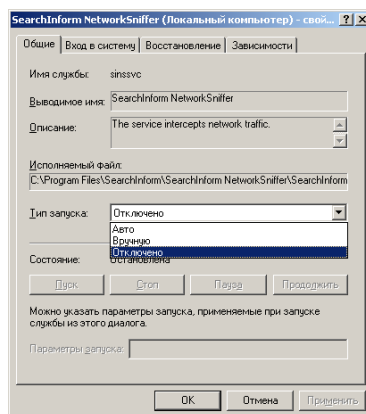 SearchInform NetworkSniffer (Локальный компьютер) - свой...
Общие Вход в систему Восстановление Зависимости
Имя службы: sinssvc
Выводимое имя: SearchInform NetworkSniffer
Описание: The service intercepts network traffic.
Исполняемый файл:
C:\Program Files\SearchInform\SearchInform NetworkSniffer\SearchInform
Тип запуска: Отключено
Авто
Вручную
Отключено
Состояние: Остановлена
Пуск Стоп Пауза Продолжить
Можно указать параметры запуска, применяемые при запуске
службы из этого диалога.
Параметры запуска:
OK Отмена Применить